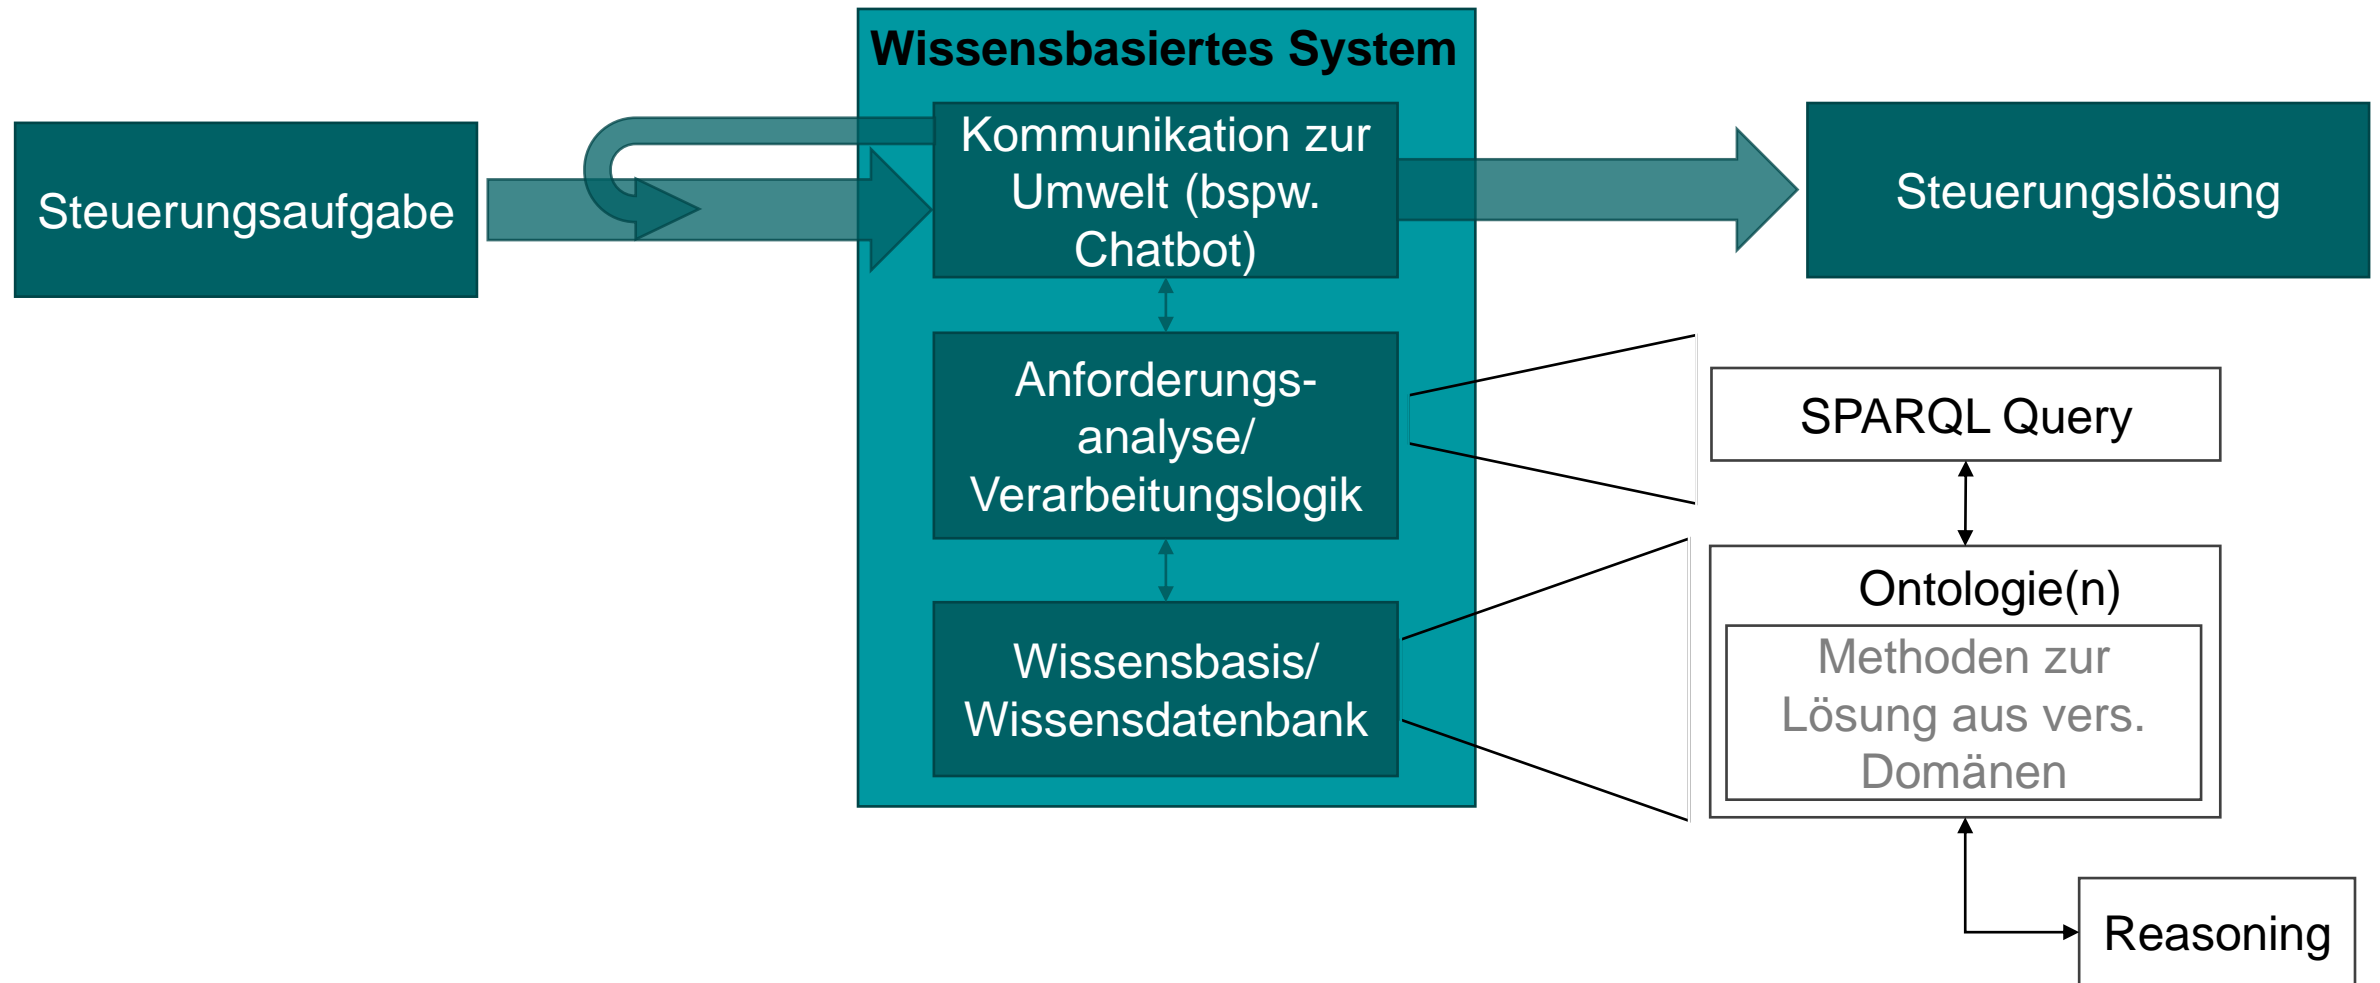 Wissensbasiertes System
Steuerungsaufgabe
Kommunikation zur
Umwelt (bspw.
Chatbot)
Steuerungslösung
Anforderungs-
analyse/
Verarbeitungslogik
SPARQL Query
Wissensbasis/
Wissensdatenbank
Ontologie(n)
Methoden zur
Lösung aus vers.
Domänen
Reasoning